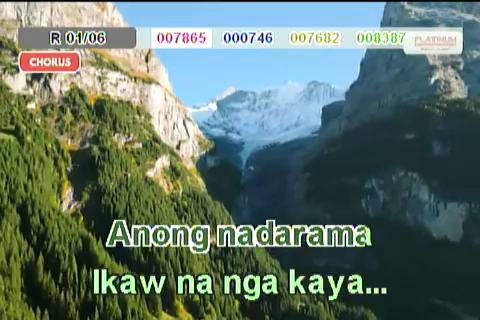 R 01/06 007865 000746 007682 008387 PLATINUM
CHORUS
Anong nadarama
Ikaw na nga kaya...